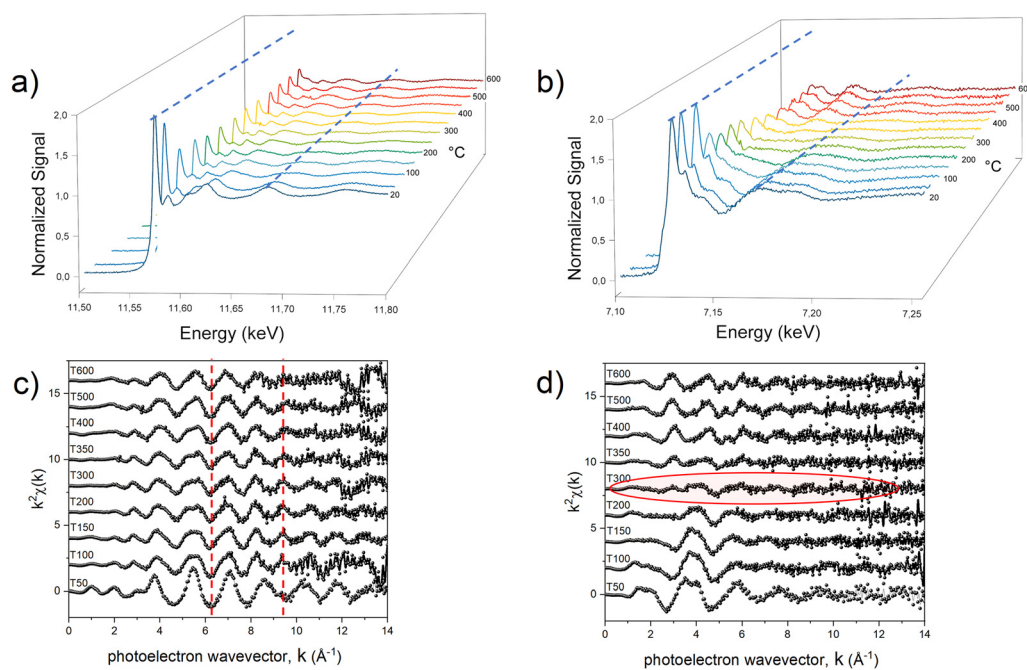 a)
Normalized Signal
2,0
1,5
1,0
0,5
0,0
11,50
11,55
11,60
11,65
11,70
11,75
11,80
Energy (keV)
600
500
400
300
200
°C
100
20
b)
Normalized Signal
2,0
1,5
1,0
0,5
0,0
7,10
7,15
7,20
7,25
Energy (keV)
60
500
400
300
200
°C
100
20
c)
k²χ(k)
15
10
5
0
T600
T500
T400
T350
T300
T200
T150
T100
T50
0 2 4 6 8 10 12 14
photoelectron wavevector, k (Å⁻¹)
d)
k²χ(k)
15
10
5
0
T600
T500
T400
T350
T300
T200
T150
T100
T50
0 2 4 6 8 10 12 14
photoelectron wavevector, k (Å⁻¹)